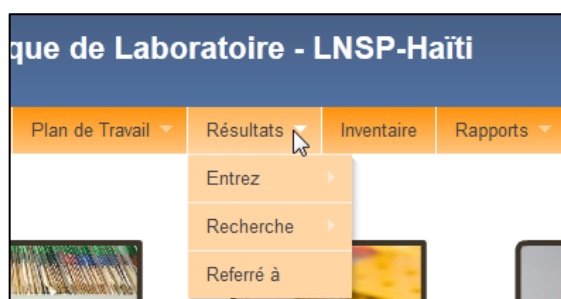 que de Laboratoire - LNSP-Haïti
Plan de Travail Résultats Inventaire Rapports
Entrez
Recherche
Referré à